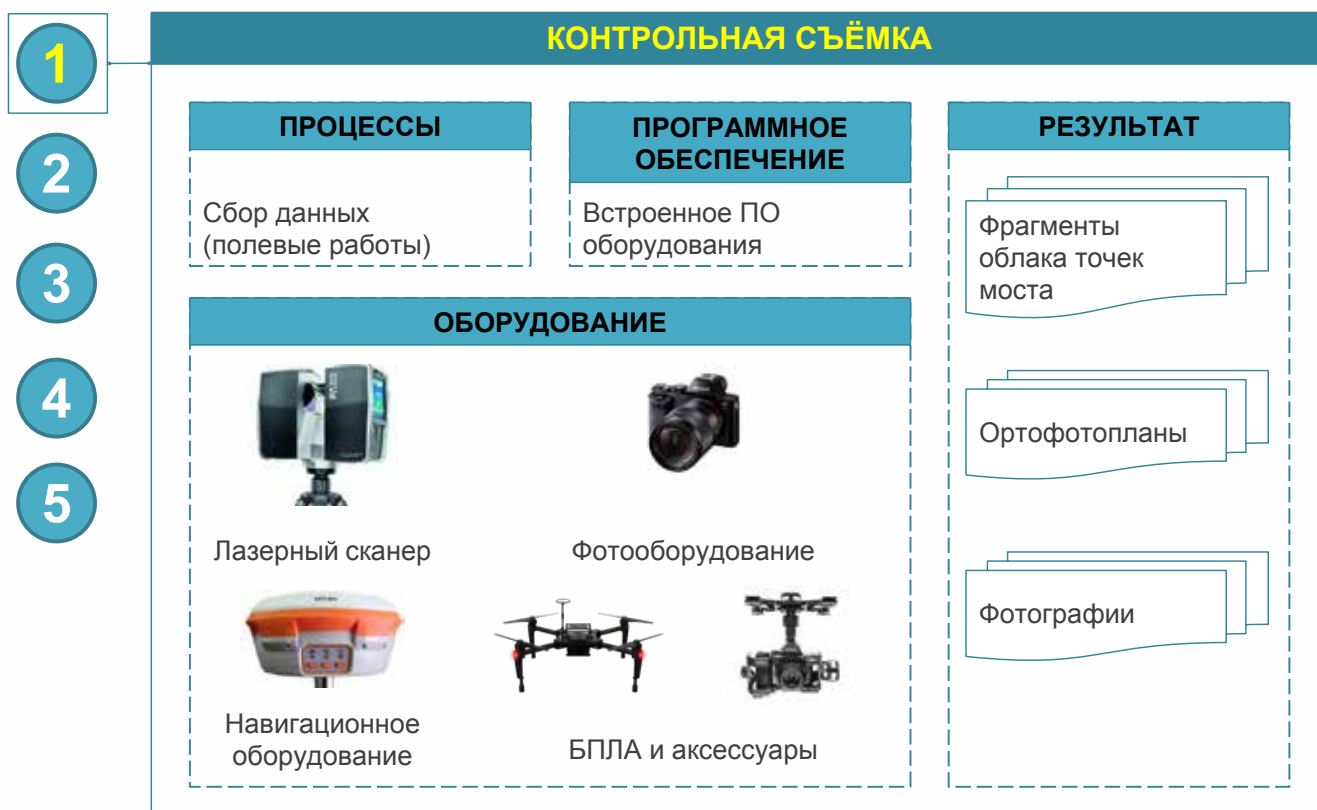 1
КОНТРОЛЬНАЯ СЪЁМКА
2
3
4
5
ПРОЦЕССЫ
Сбор данных
(полевые работы)
ПРОГРАММНОЕ
ОБЕСПЕЧЕНИЕ
Встроенное ПО
оборудования
РЕЗУЛЬТАТ
Фрагменты
облака точек
моста
Ортофотопланы
Фотографии
ОБОРУДОВАНИЕ
Лазерный сканер
Фотооборудование
Навигационное
оборудование
БПЛА и аксессуары